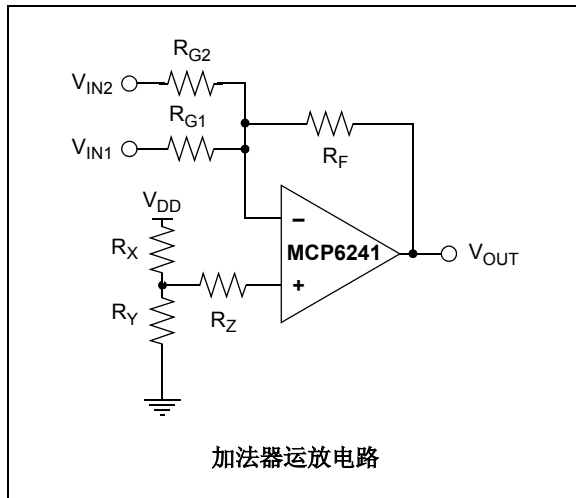 R_G2
V_IN2
R_G1
V_IN1
R_F
V_DD
R_X
MCP6241
V_OUT
R_Y
R_Z
−
+
加法器运放电路